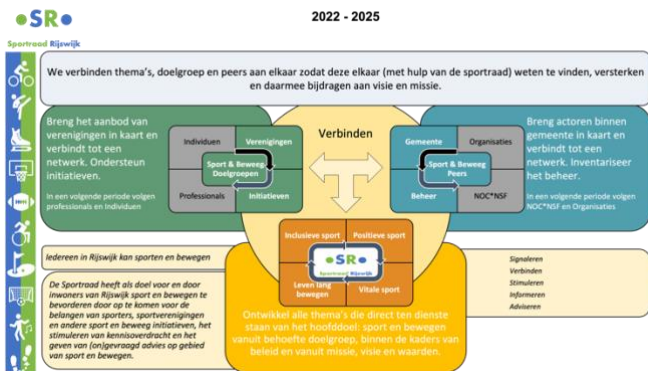 SR
Sportraad Rijswijk
2022 - 2025
We verbinden thema's, doelgroep en peers aan elkaar zodat deze elkaar (met hulp van de sportraad) weten te vinden, versterken
en daarmee bijdragen aan visie en missie.
Breng het aanbod van
verenigingen in kaart en
verbindt tot een
netwerk. Ondersteun
initiatieven.
In een volgende periode volgen
professionals en Individuen
Individuen
Verenigingen
Sport & Beweeg-
Doelgroepen
Professionals
Initiatieven
Verbinden
Gemeente
Organisaties
Sport & Beweeg
Peers
Beheer
NOC*NSF
Breng actoren binnen
gemeente in kaart en
verbindt tot een
netwerk. Inventariseer
het beheer.
In een volgende periode volgen
NOC*NSF en Organisaties
Inclusieve sport
Positieve sport
SR
Sportraad Rijswijk
Leven lang
bewegen
Vitale sport
Ontwikkel alle thema's die direct ten dienste
staan van het hoofddoel: sport en bewegen
vanuit behoefte doelgroep, binnen de kaders van
beleid en vanuit missie, visie en waarden.
Iedereen in Rijswijk kan sporten en bewegen
De Sportraad heeft als doel voor en door
inwoners van Rijswijk sport en bewegen te
bevorderen door op te komen voor de
belangen van sporters, sportverenigingen
en andere sport en beweeg initiatieven, het
stimuleren van kennisoverdracht en het
geven van (on)gevraagd advies op gebied
van sport en bewegen.
Signaleren
Verbinden
Stimuleren
Informeren
Adviseren